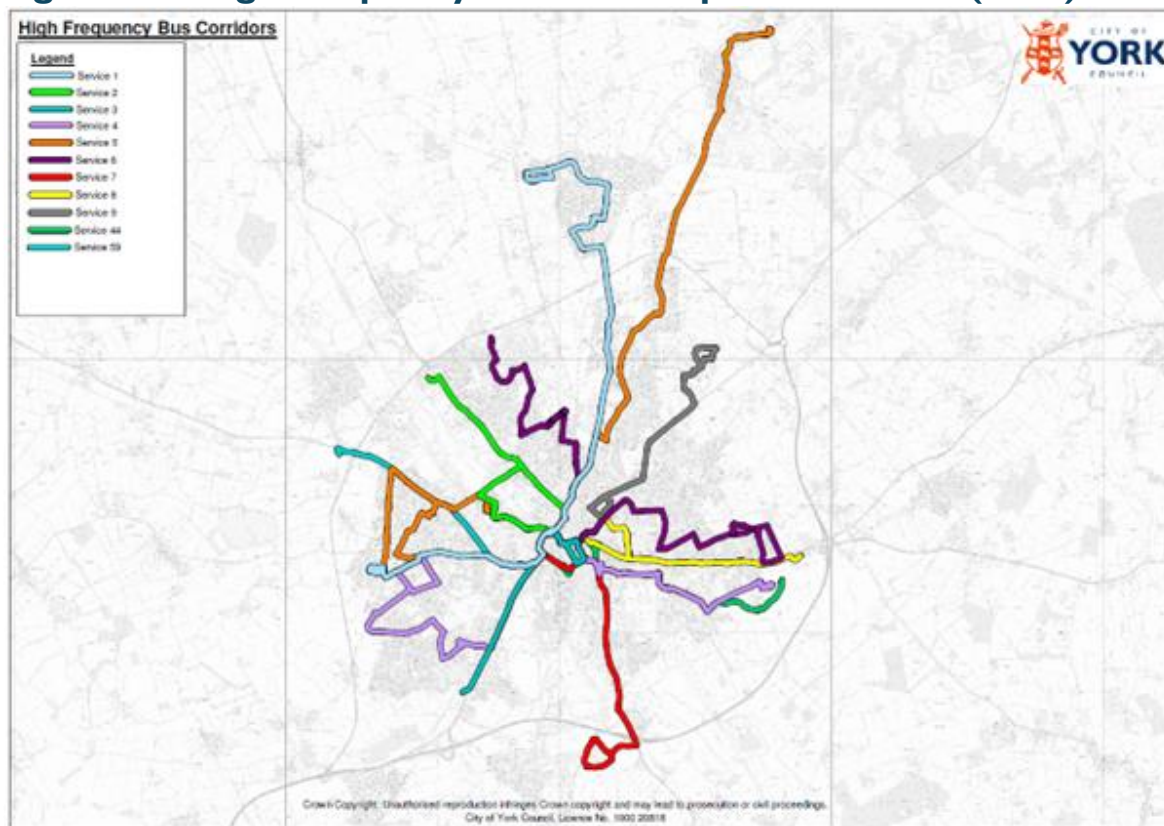 High Frequency Bus Corridors
Legend
Service 1
Service 2
Service 3
Service 4
Service 5
Service 6
Service 7
Service 8
Service 9
Service 44
Service 59
CITY OF
YORK
COUNCIL
Crown Copyright. Unauthorised reproduction infringes Crown copyright and may lead to prosecution or civil proceedings.
City of York Council, Licence No. 1000 20818